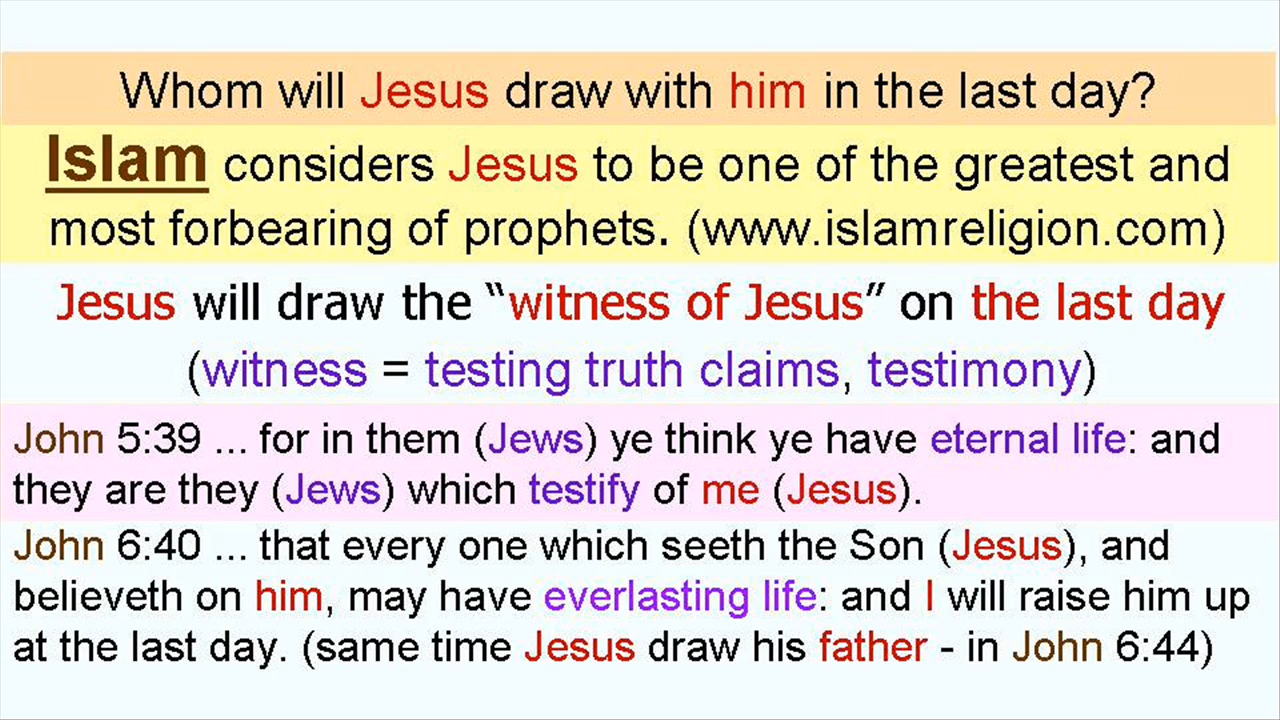 Whom will Jesus draw with him in the last day?
Islam considers Jesus to be one of the greatest and
most forbearing of prophets. (www.islamreligion.com)
Jesus will draw the “witness of Jesus” on the last day
(witness = testing truth claims, testimony)
John 5:39 ... for in them (Jews) ye think ye have eternal life: and
they are they (Jews) which testify of me (Jesus).
John 6:40 ... that every one which seeth the Son (Jesus), and
believeth on him, may have everlasting life: and I will raise him up
at the last day. (same time Jesus draw his father - in John 6:44)